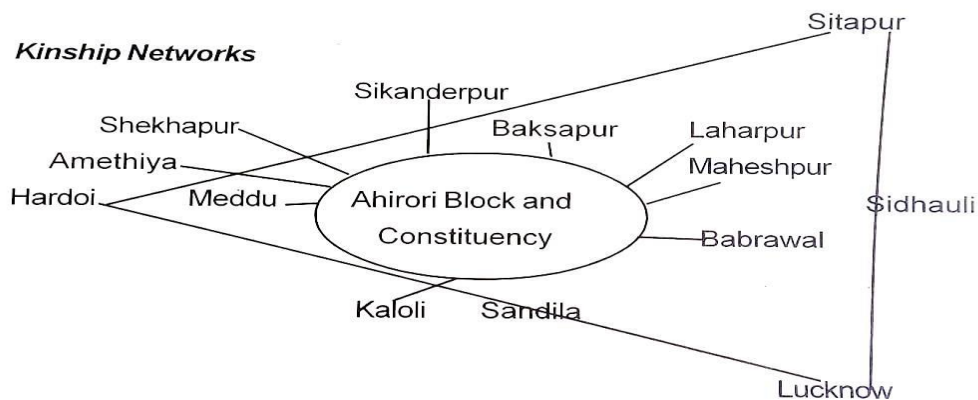 Sitapur
Kinship Networks
Sikanderpur
Shekhapur
Baksapur
Laharpur
Amethiya
Maheshpur
Hardoi
Meddu
Ahirori Block and
Constituency
Sidhauli
Babrawal
Kaloli
Sandila
Lucknow